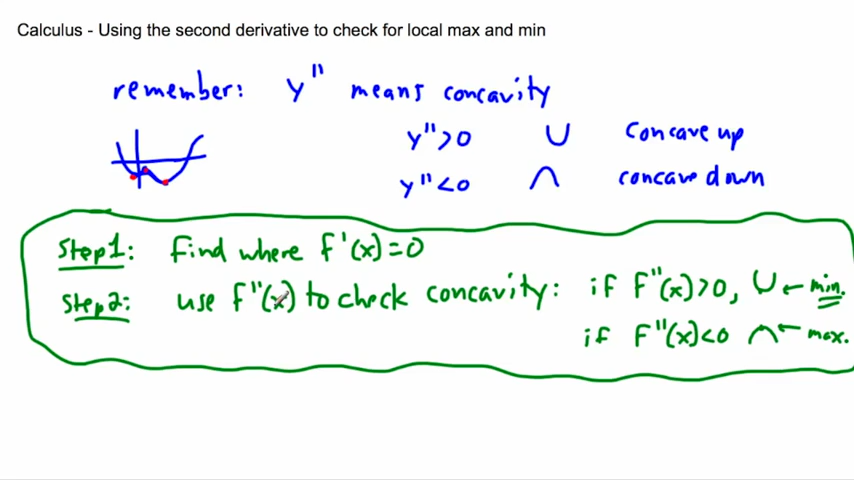 Calculus - Using the second derivative to check for local max and min
remember: y" means concavity
y">0 ∪ concave up
y"<0 ∩ concave down
Step1: find where f'(x)=0
Step2: use f"(x) to check concavity: if f"(x)>0, ∪ ← min.
if f"(x)<0 ∩ ← max.